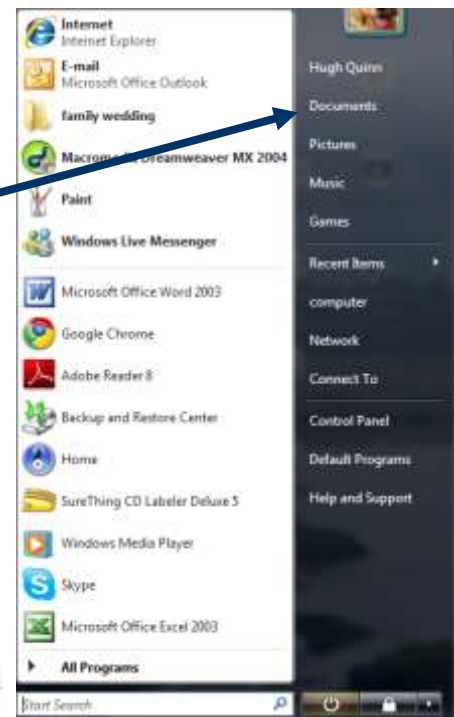 Internet
Internet Explorer
E-mail
Microsoft Office Outlook
family wedding
Macromedia Dreamweaver MX 2004
Paint
Windows Live Messenger
Microsoft Office Word 2003
Google Chrome
Adobe Reader 8
Backup and Restore Center
Home
SureThing CD Labeler Deluxe 5
Windows Media Player
Skype
Microsoft Office Excel 2003
All Programs
Start Search
Hugh Quinn
Documents
Pictures
Music
Games
Recent Items
computer
Network
Connect To
Control Panel
Default Programs
Help and Support